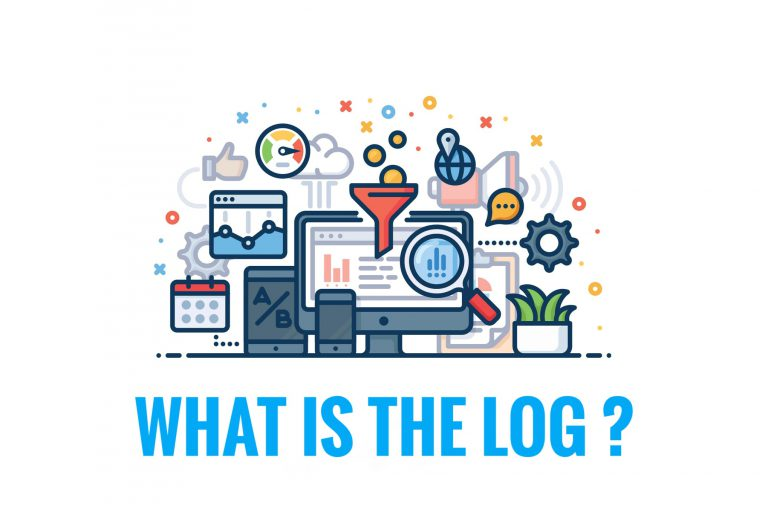 A/B
WHAT IS THE LOG ?